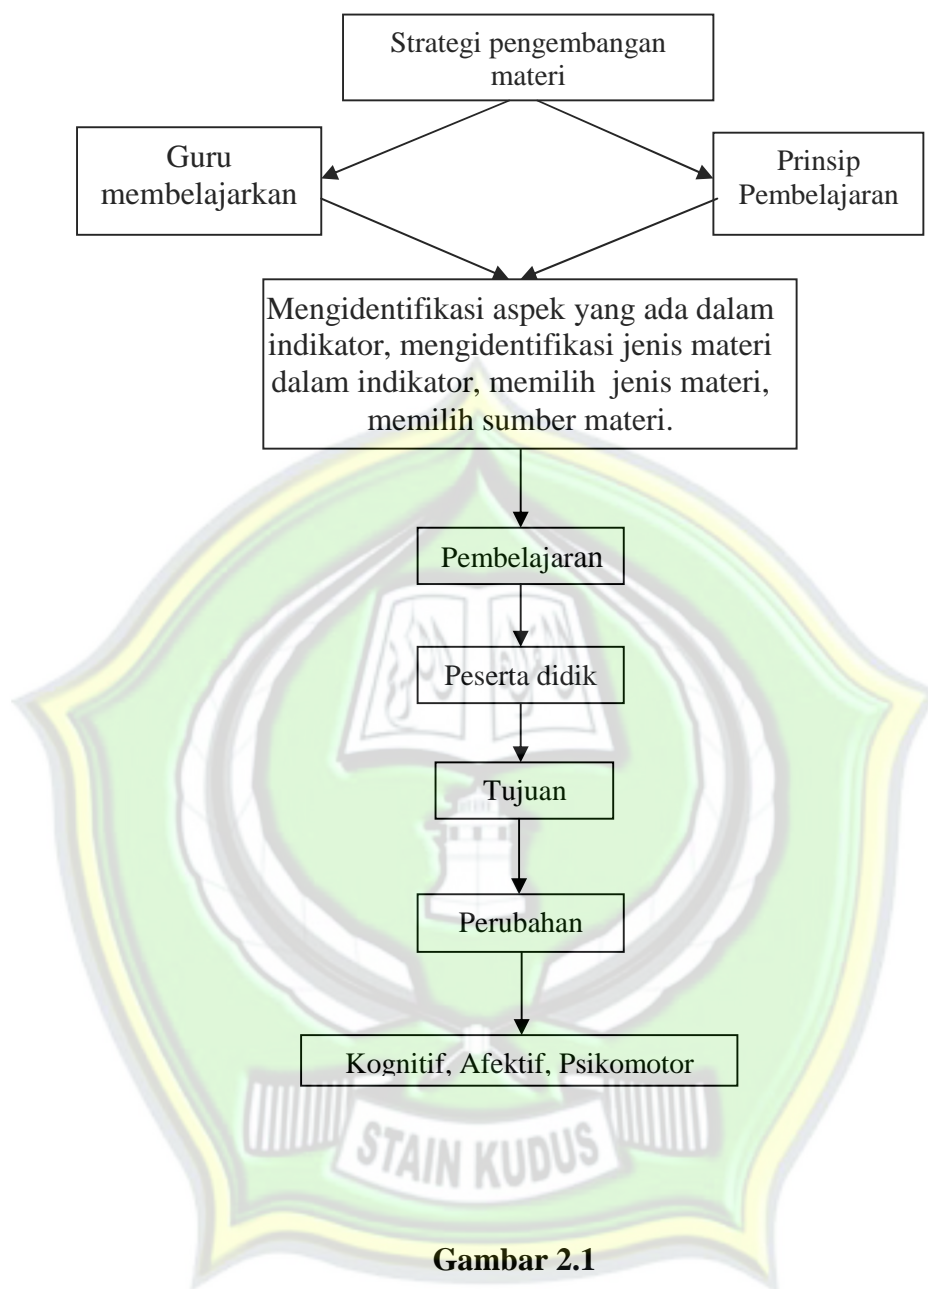 Strategi pengembangan
materi
Guru
membelajarkan
Prinsip
Pembelajaran
Mengidentifikasi aspek yang ada dalam
indikator, mengidentifikasi jenis materi
dalam indikator, memilih jenis materi,
memilih sumber materi.
Pembelajaran
Peserta didik
Tujuan
Perubahan
Kognitif, Afektif, Psikomotor
STAIN KUDUS
Gambar 2.1